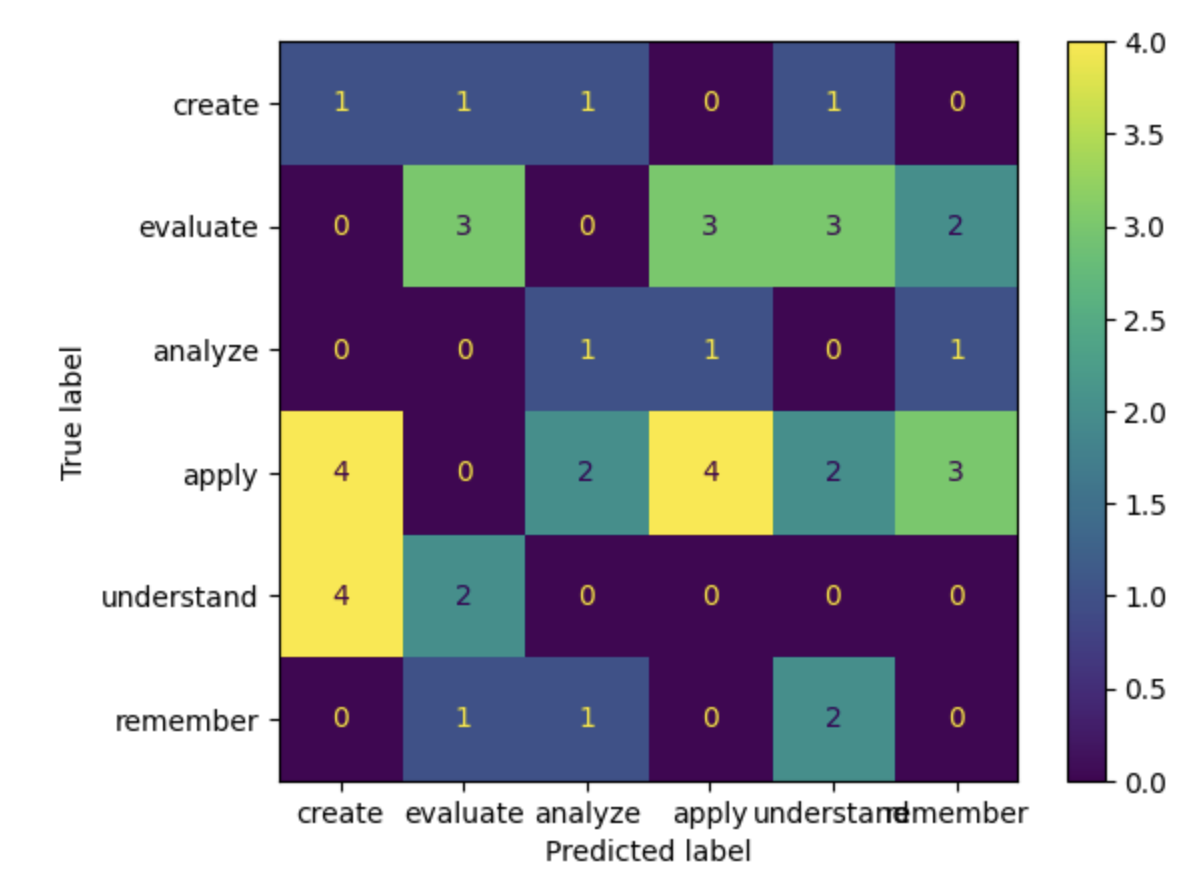 4.0
create 1 1 1 0 1 0
3.5
evaluate 0 3 0 3 3 2
3.0
2.5
analyze 0 0 1 1 0 1
2.0
True label
apply 4 0 2 4 2 3
1.5
understand 4 2 0 0 0 0
1.0
remember 0 1 1 0 2 0
0.5
0.0
create evaluate analyze apply understand remember
Predicted label